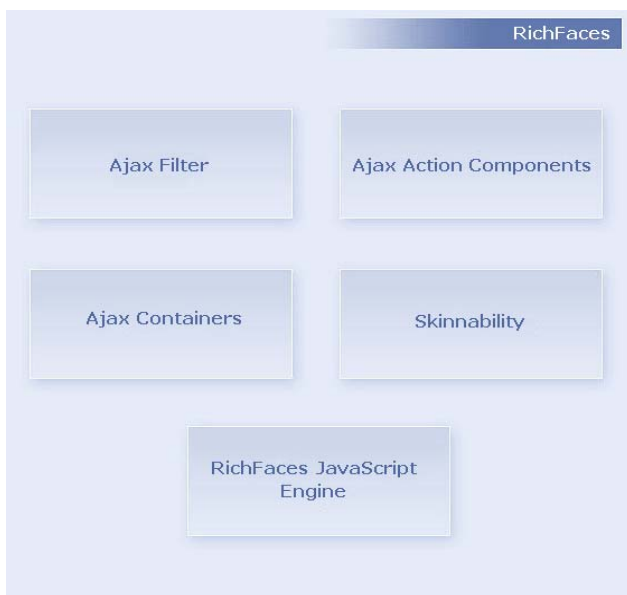 RichFaces
Ajax Filter
Ajax Action Components
Ajax Containers
Skinnability
RichFaces JavaScript
Engine